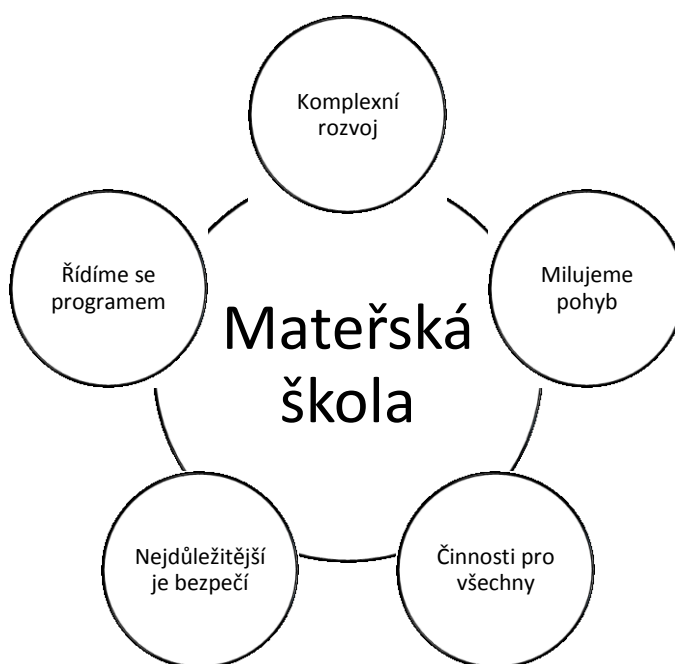 Komplexní
rozvoj
Milujeme
pohyb
Činnosti pro
všechny
Nejdůležitější
je bezpečí
Řídíme se
programem
Mateřská
škola